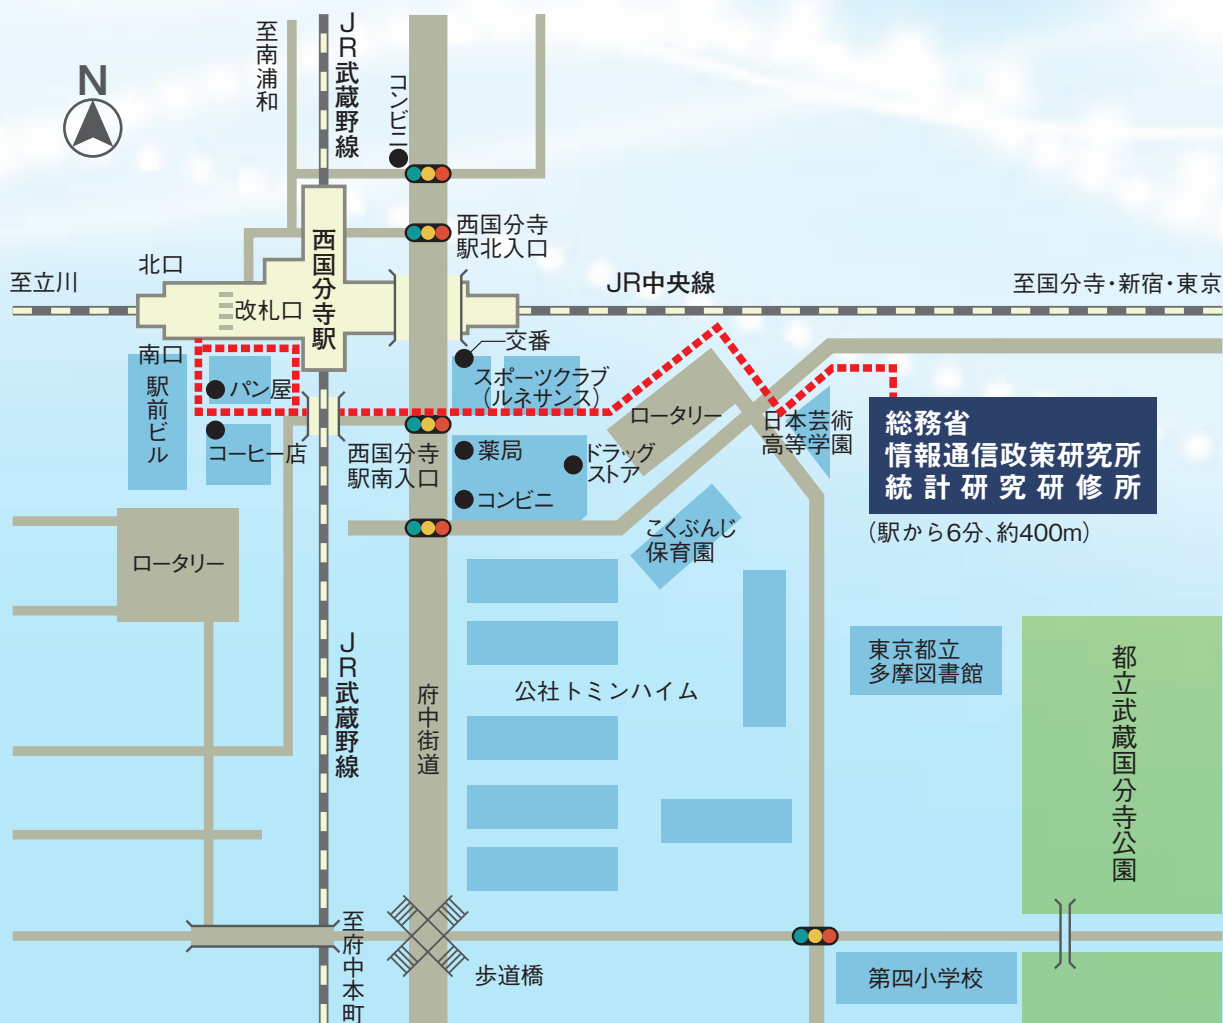 N
至南浦和
JR武蔵野線
コンビニ
西国分寺
駅北入口
北口
至立川
改札口
西国分寺駅
JR中央線
至国分寺・新宿・東京
南口
駅前ビル
パン屋
コーヒー店
交番
スポーツクラブ
(ルネサンス)
ロータリー
日本芸術
高等学園
総務省
情報通信政策研究所
統計研究研修所
(駅から6分、約400m)
西国分寺
駅南入口
薬局
ドラッグ
ストア
コンビニ
こくぶんじ
保育園
ロータリー
JR武蔵野線
府中街道
公社トミンハイム
東京都立
多摩図書館
都立武蔵国分寺公園
至府中本町
歩道橋
第四小学校